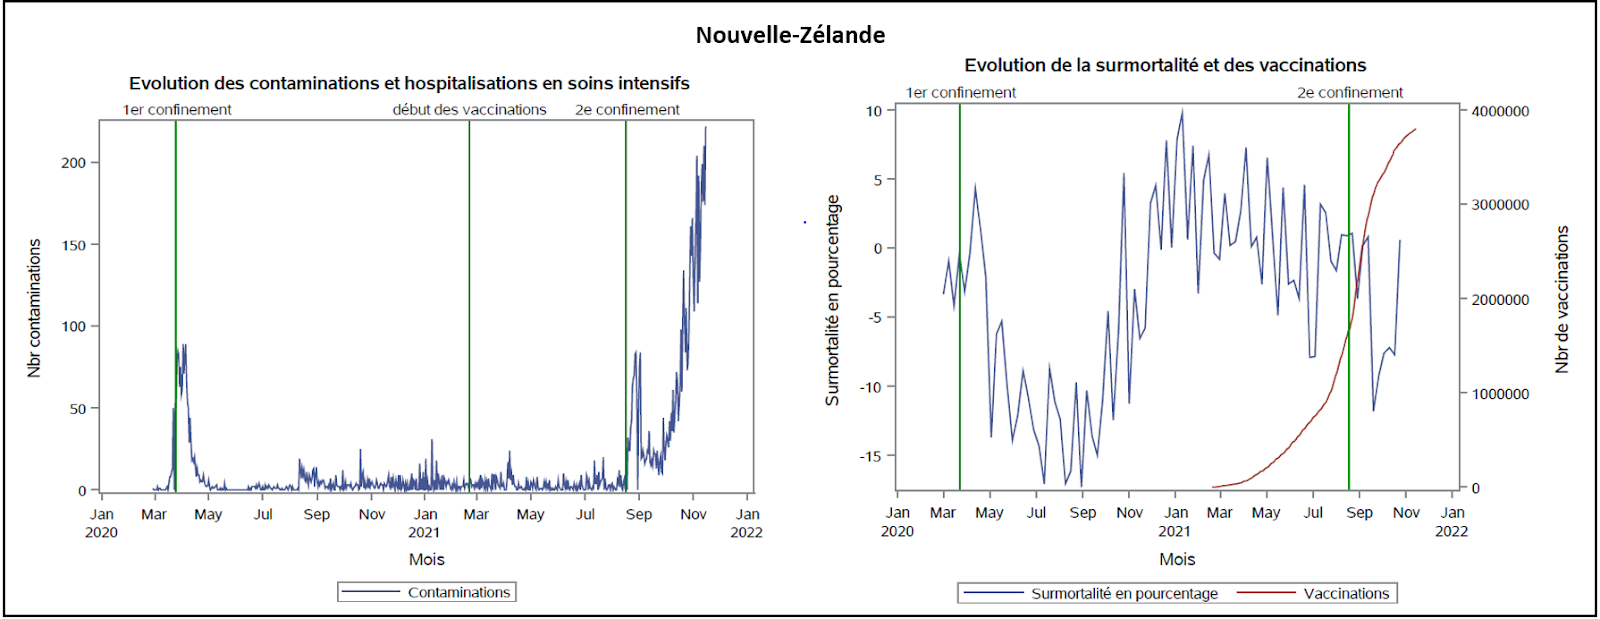 Nouvelle-Zélande
Evolution des contaminations et hospitalisations en soins intensifs
1er confinement
début des vaccinations
2e confinement
Nbr contaminations
200
150
100
50
0
Jan Mar May Jul Sep Nov Jan Mar May Jul Sep Nov Jan
2020 2021 2022
Mois
Contaminations
Evolution de la surmortalité et des vaccinations
1er confinement
2e confinement
Surmortalité en pourcentage
10
5
0
-5
-10
-15
4000000
3000000
2000000
1000000
0
Nbr de vaccinations
Jan Mar May Jul Sep Nov Jan Mar May Jul Sep Nov Jan
2020 2021 2022
Mois
Surmortalité en pourcentage
Vaccinations